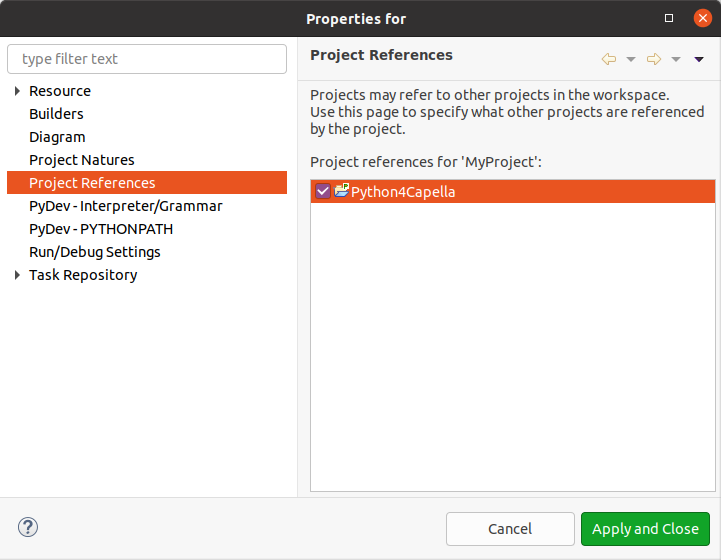 Properties for
type filter text
Resource
Builders
Diagram
Project Natures
Project References
PyDev - Interpreter/Grammar
PyDev - PYTHONPATH
Run/Debug Settings
Task Repository
Project References
Projects may refer to other projects in the workspace.
Use this page to specify what other projects are referenced
by the project.
Project references for 'MyProject':
Python4Capella
?
Cancel
Apply and Close